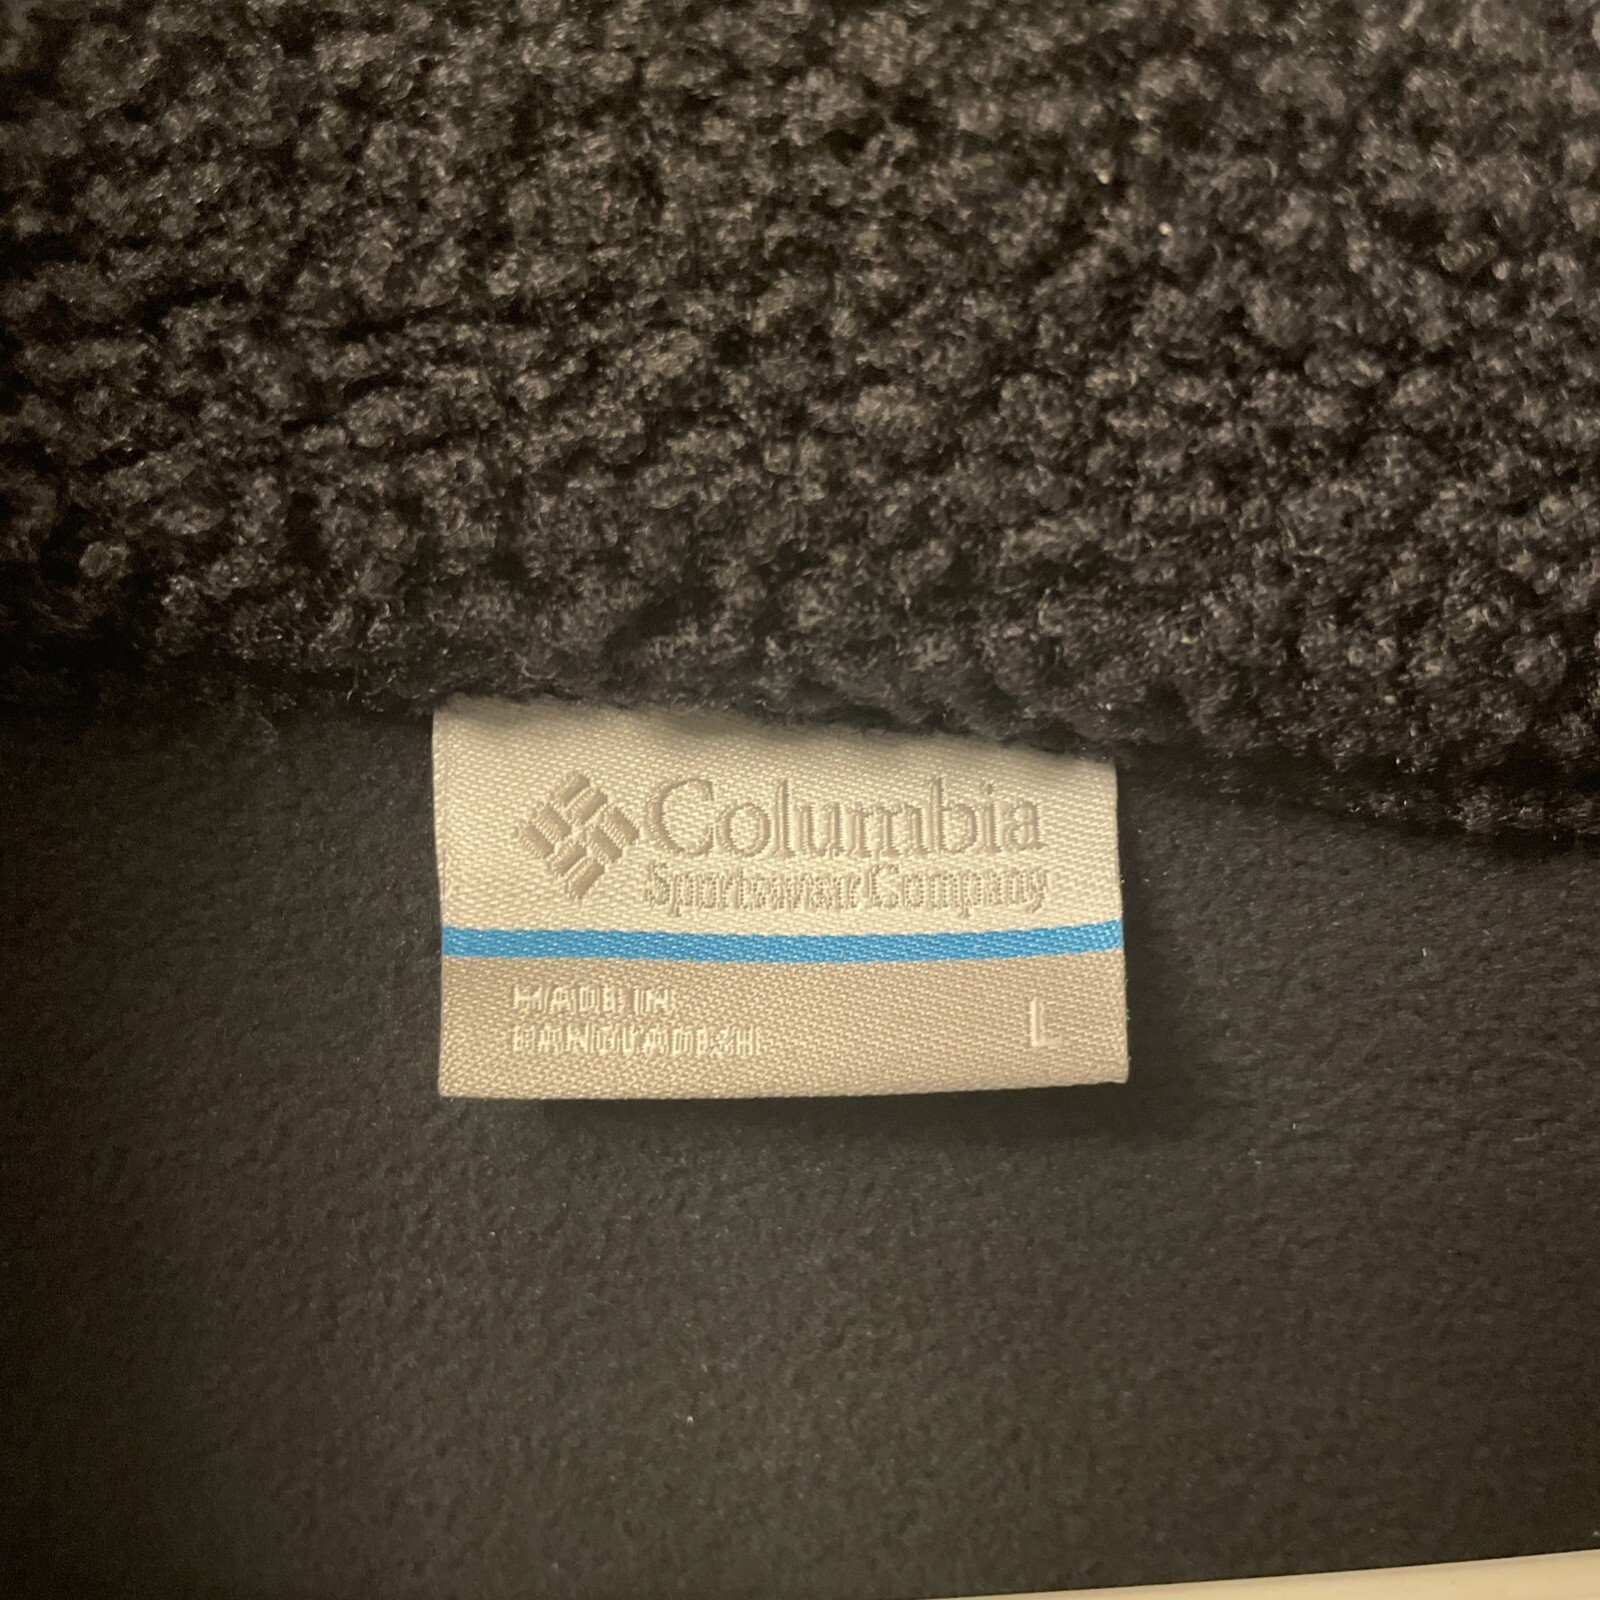 Columbia
Sportswear Company
MADE IN
BANGLADESH
L